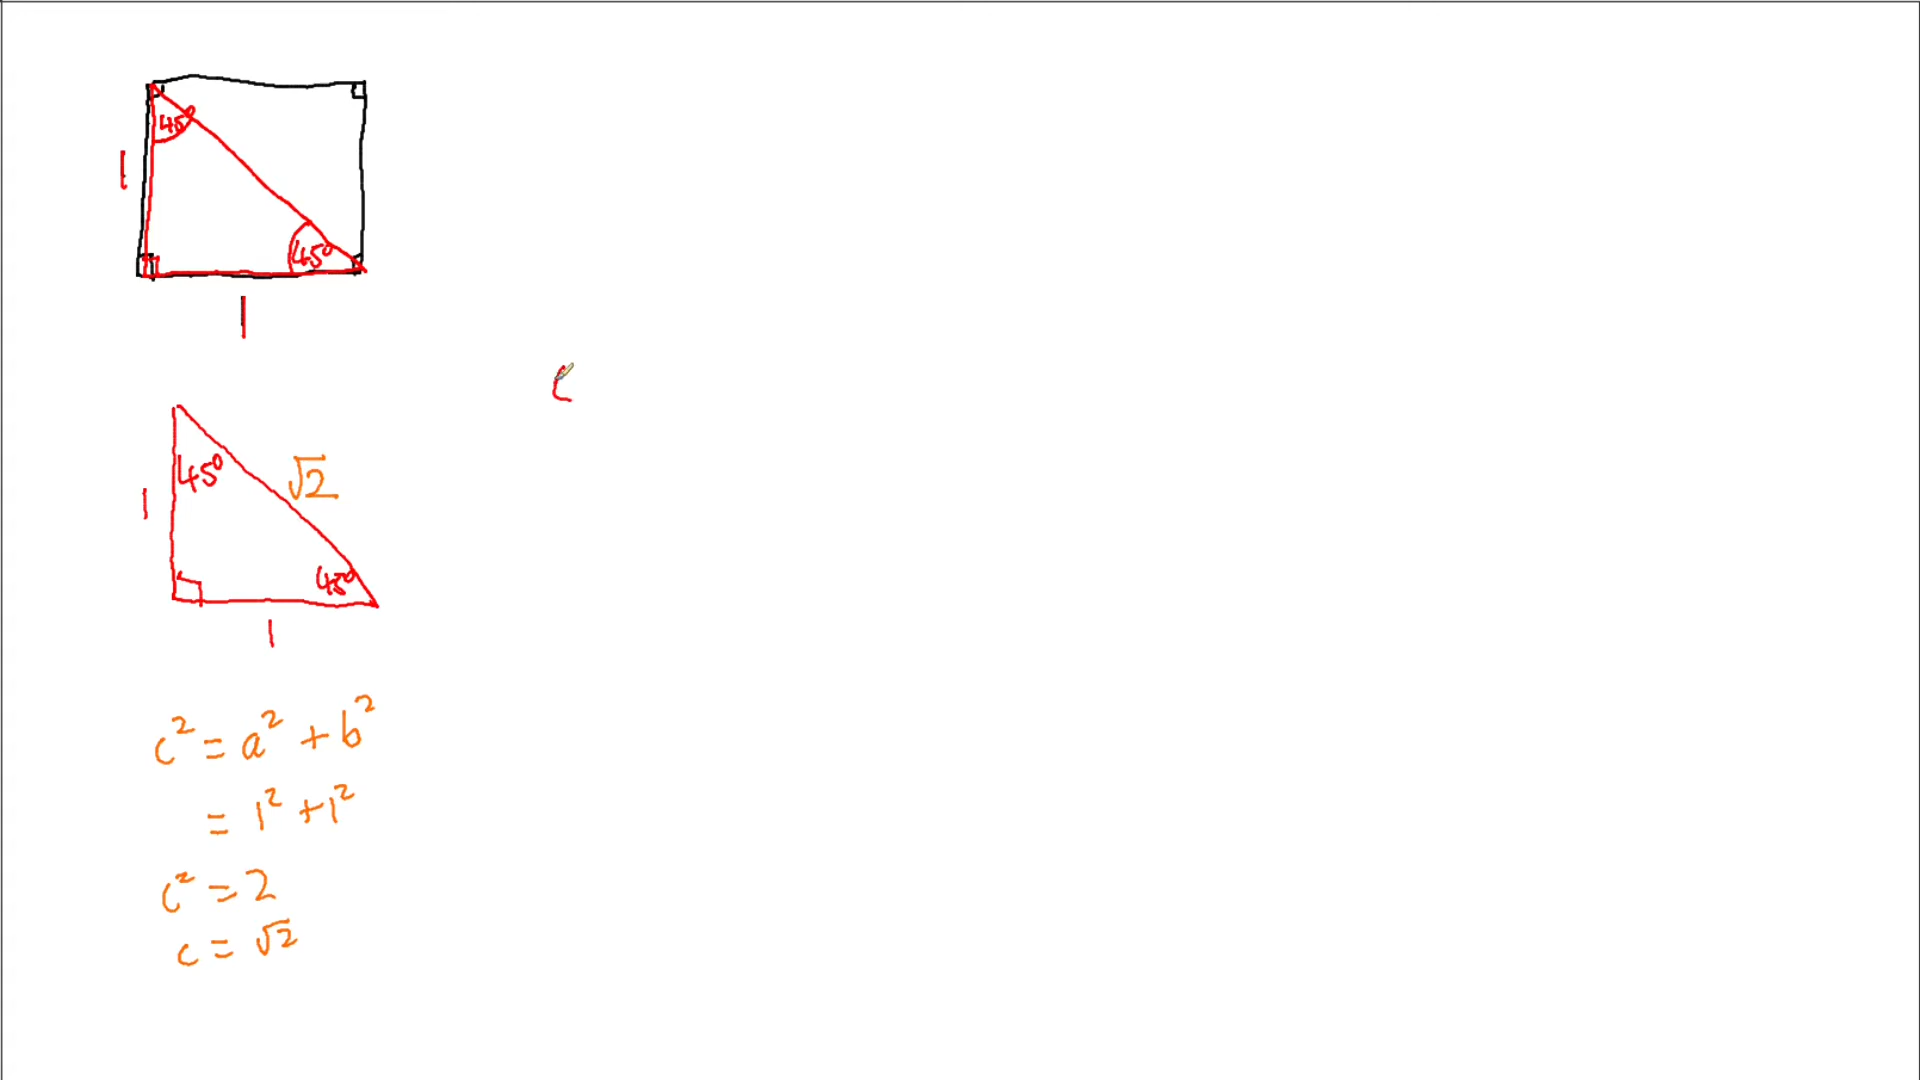 45°
1
45°
1
c
45°
√2
1
45°
1
c² = a² + b²
= 1² + 1²
c² = 2
c = √2